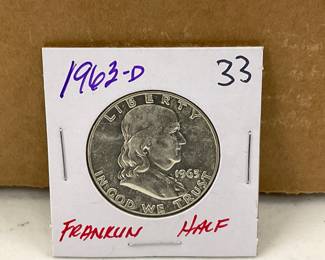 1963-D 33
LIBERTY
1963
IN GOD WE TRUST
FRANKLIN HALF